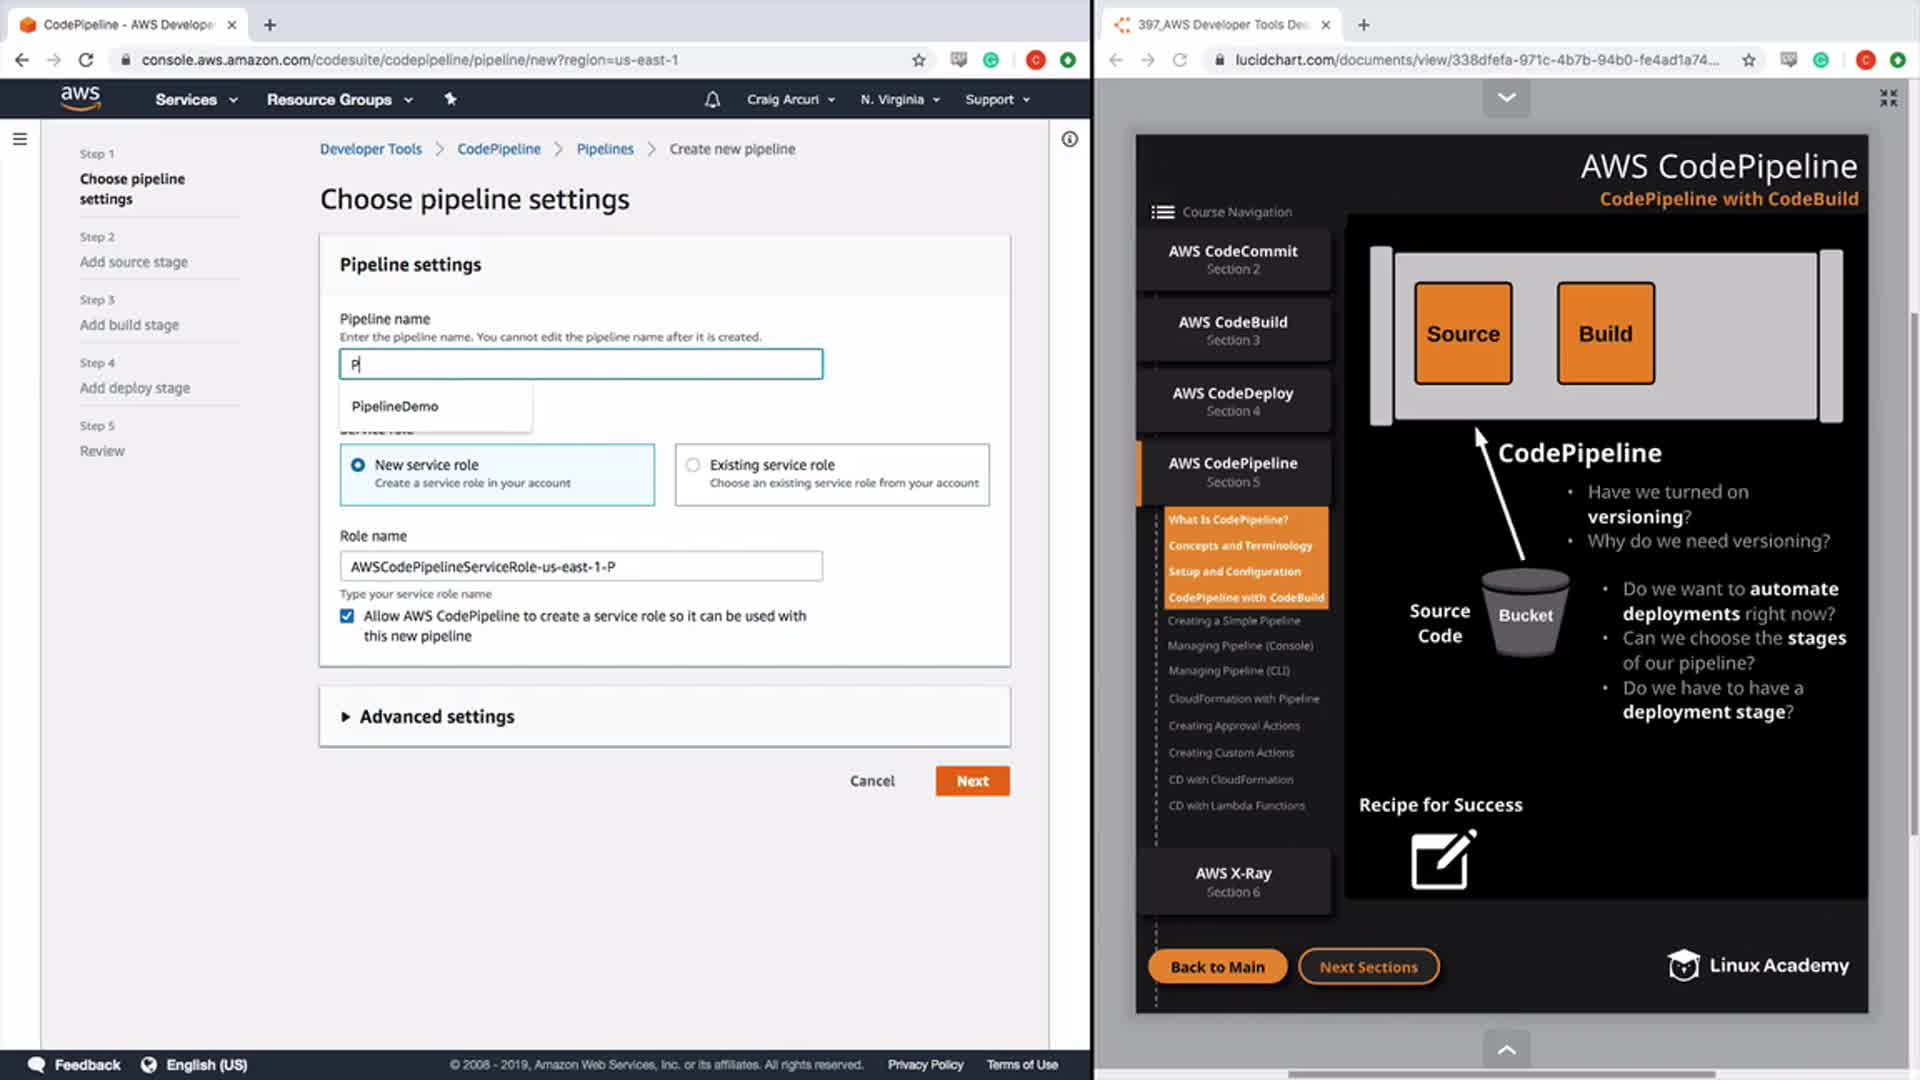 CodePipeline - AWS Develope
console.aws.amazon.com/codesuite/codepipeline/pipeline/new?region=us-east-1
C
aws
Services
Resource Groups
Craig Arcuri
N. Virginia
Support
Step 1
Choose pipeline
settings
Step 2
Add source stage
Step 3
Add build stage
Step 4
Add deploy stage
Step 5
Review
Developer Tools > CodePipeline > Pipelines > Create new pipeline
Choose pipeline settings
Pipeline settings
Pipeline name
Enter the pipeline name. You cannot edit the pipeline name after it is created.
P
PipelineDemo
Service role
New service role
Create a service role in your account
Existing service role
Choose an existing service role from your account
Role name
AWSCodePipelineServiceRole-us-east-1-P
Type your service role name
Allow AWS CodePipeline to create a service role so it can be used with
this new pipeline
Advanced settings
Cancel
Next
Feedback
English (US)
© 2008 - 2019, Amazon Web Services, Inc. or its affiliates. All rights reserved.
Privacy Policy
Terms of Use
397_AWS Developer Tools Dee
lucidchart.com/documents/view/338dfefa-971c-4b7b-94b0-fe4ad1a74...
C
AWS CodePipeline
CodePipeline with CodeBuild
Course Navigation
AWS CodeCommit
Section 2
AWS CodeBuild
Section 3
AWS CodeDeploy
Section 4
AWS CodePipeline
Section 5
What Is CodePipeline?
Concepts and Terminology
Setup and Configuration
CodePipeline with CodeBuild
Creating a Simple Pipeline
Managing Pipeline (Console)
Managing Pipeline (CLI)
CloudFormation with Pipeline
Creating Approval Actions
Creating Custom Actions
CD with CloudFormation
CD with Lambda Functions
AWS X-Ray
Section 6
Source
Build
CodePipeline
• Have we turned on
versioning?
• Why do we need versioning?
Source
Code
Bucket
• Do we want to automate
deployments right now?
• Can we choose the stages
of our pipeline?
• Do we have to have a
deployment stage?
Recipe for Success
Back to Main
Next Sections
Linux Academy